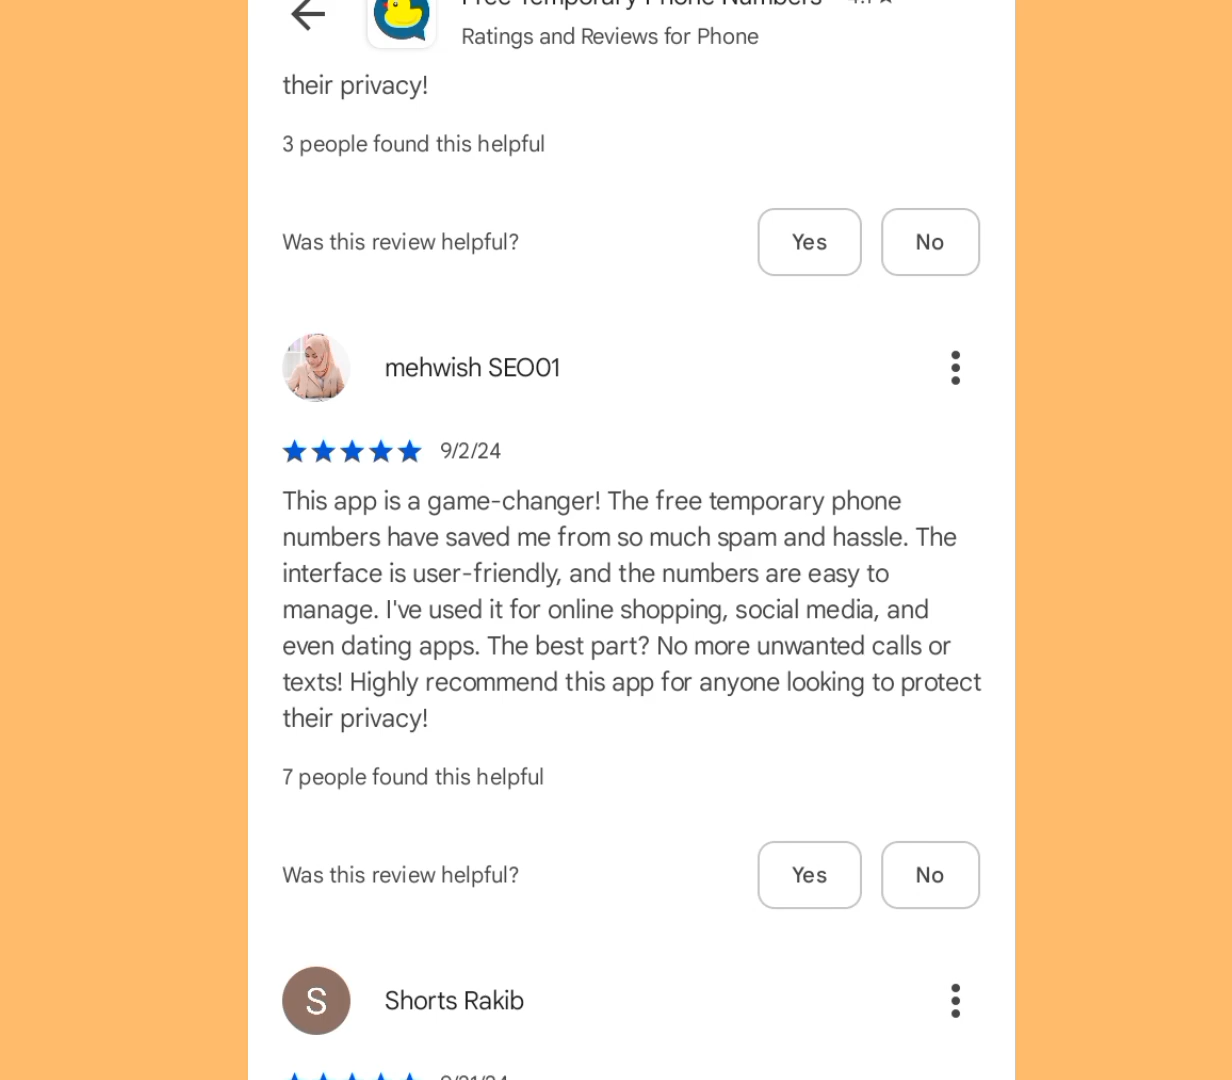 Free Temporary Phone Numbers
Ratings and Reviews for Phone
their privacy!
3 people found this helpful
Was this review helpful?
Yes
No
mehwish SEO01
9/2/24
This app is a game-changer! The free temporary phone
numbers have saved me from so much spam and hassle. The
interface is user-friendly, and the numbers are easy to
manage. I've used it for online shopping, social media, and
even dating apps. The best part? No more unwanted calls or
texts! Highly recommend this app for anyone looking to protect
their privacy!
7 people found this helpful
Was this review helpful?
Yes
No
S
Shorts Rakib